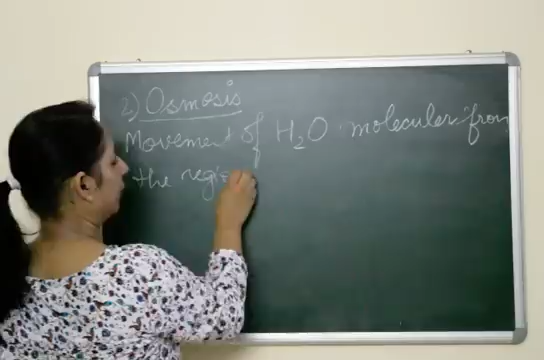 2) Osmosis
Movement of H₂O molecules from
the regi